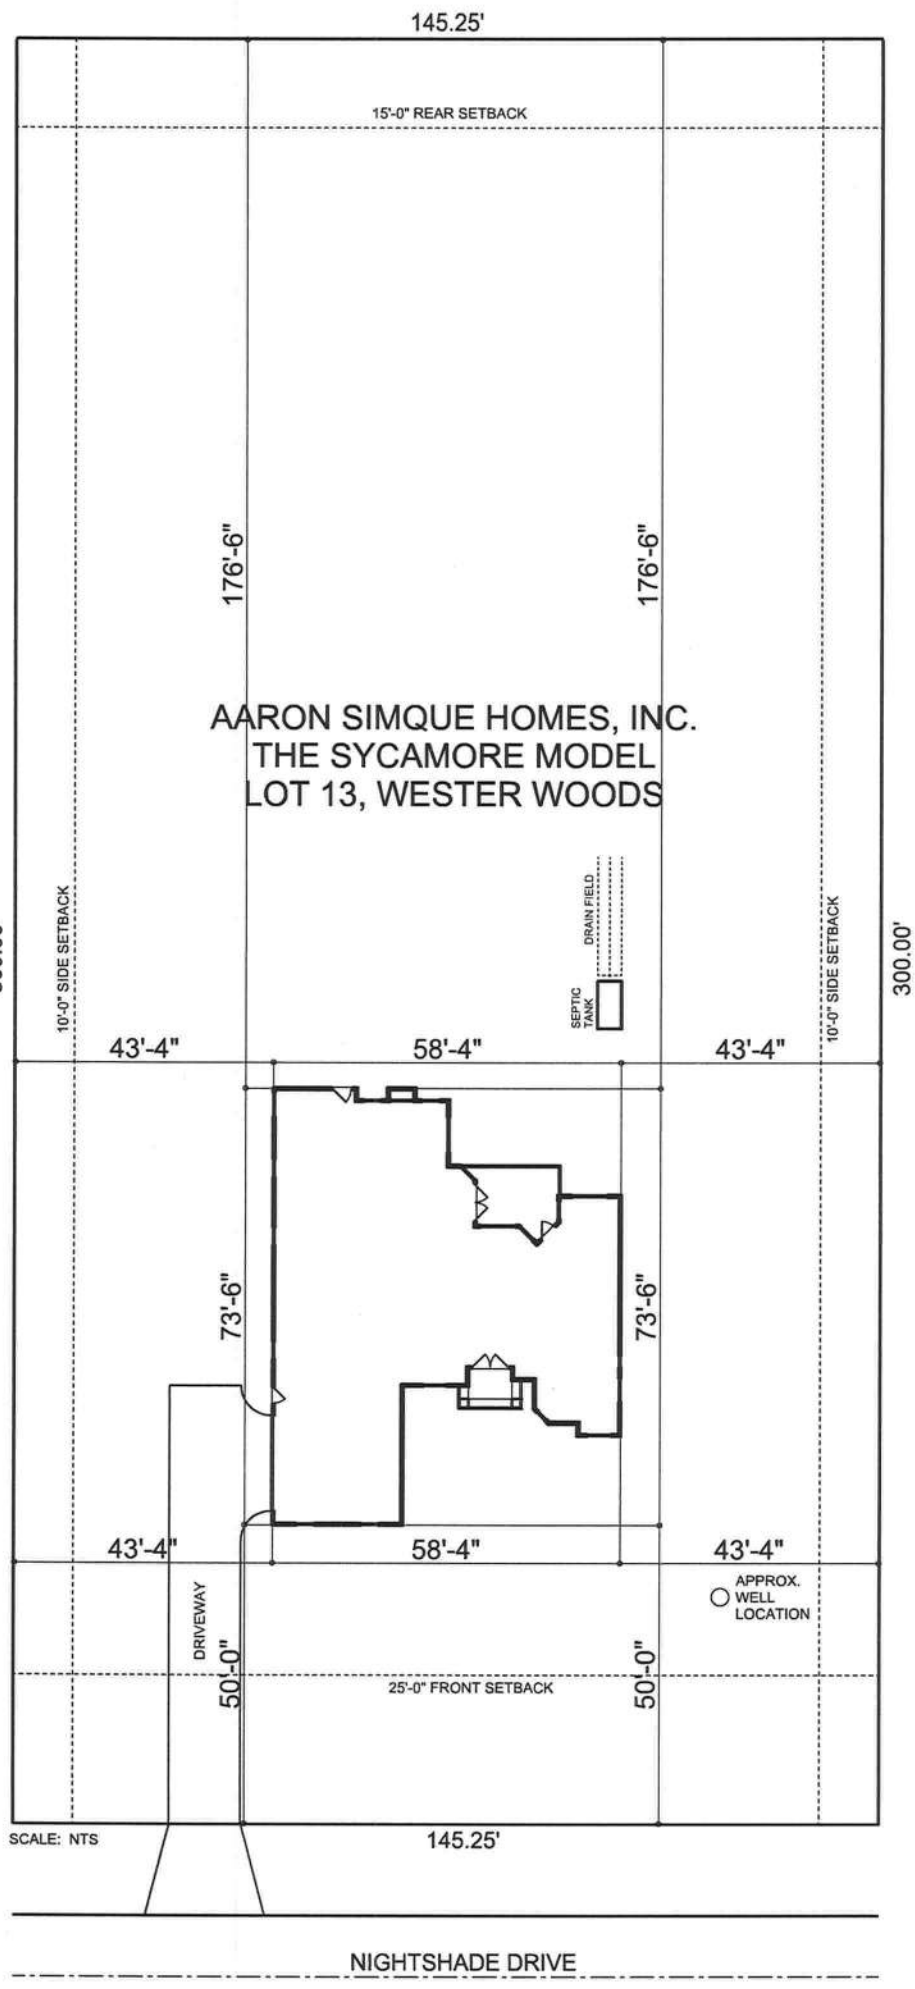 145.25'
15'-0" REAR SETBACK
176'-6"
176'-6"
AARON SIMQUE HOMES, INC.
THE SYCAMORE MODEL
LOT 13, WESTER WOODS
DRAIN FIELD
10'-0" SIDE SETBACK
10'-0" SIDE SETBACK
300.00'
SEPTIC
TANK
43'-4"
58'-4"
43'-4"
73'-6"
73'-6"
43'-4"
58'-4"
43'-4"
APPROX.
WELL
LOCATION
DRIVEWAY
50'-0"
50'-0"
25'-0" FRONT SETBACK
SCALE: NTS
145.25'
NIGHTSHADE DRIVE